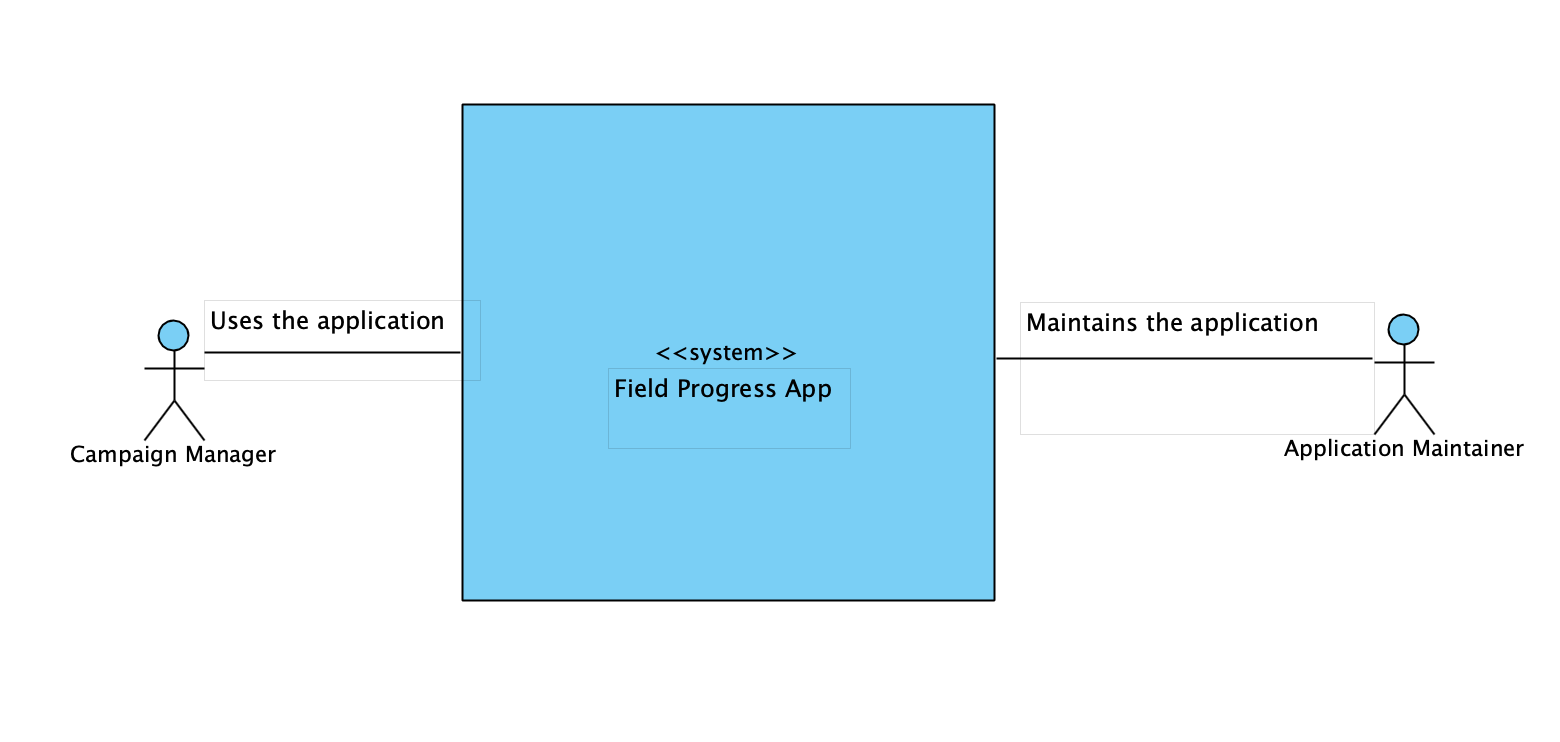 Uses the application
Campaign Manager
<<system>>
Field Progress App
Maintains the application
Application Maintainer